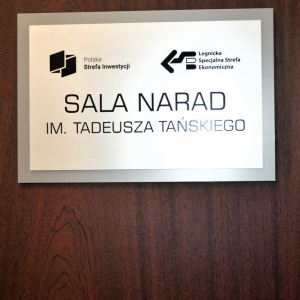 Polska
Strefa Inwestycji
Legnicka
Specjalna Strefa
Ekonomiczna
SALA NARAD
IM. TADEUSZA TAŃSKIEGO